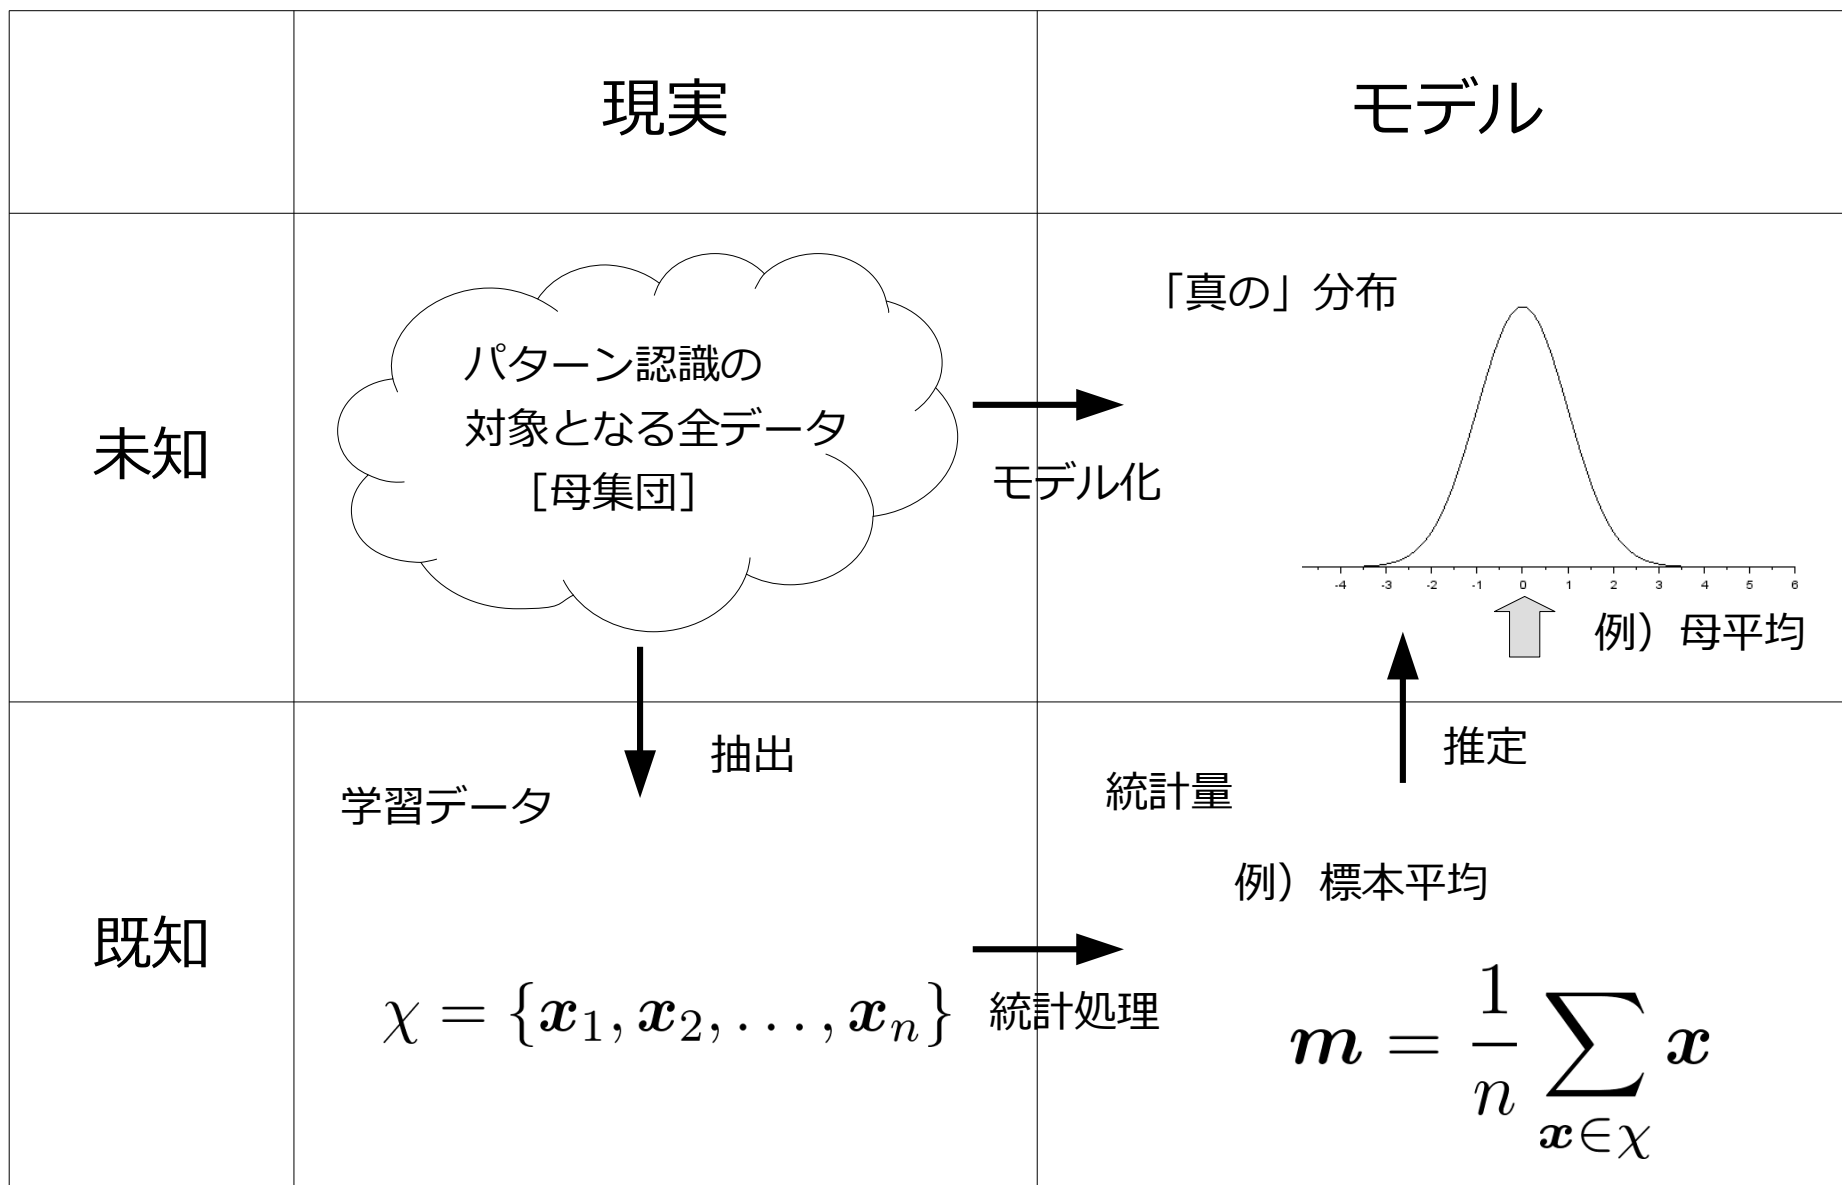 現実
モデル
未知
パターン認識の
対象となる全データ
[母集団]
モデル化
「真の」分布
-4 -3 -2 -1 0 1 2 3 4 5 6
例）母平均
既知
抽出
学習データ
χ = {x₁, x₂, . . . , xₙ}
統計処理
推定
統計量
例）標本平均
m = 1/n ∑_{x∈χ} x